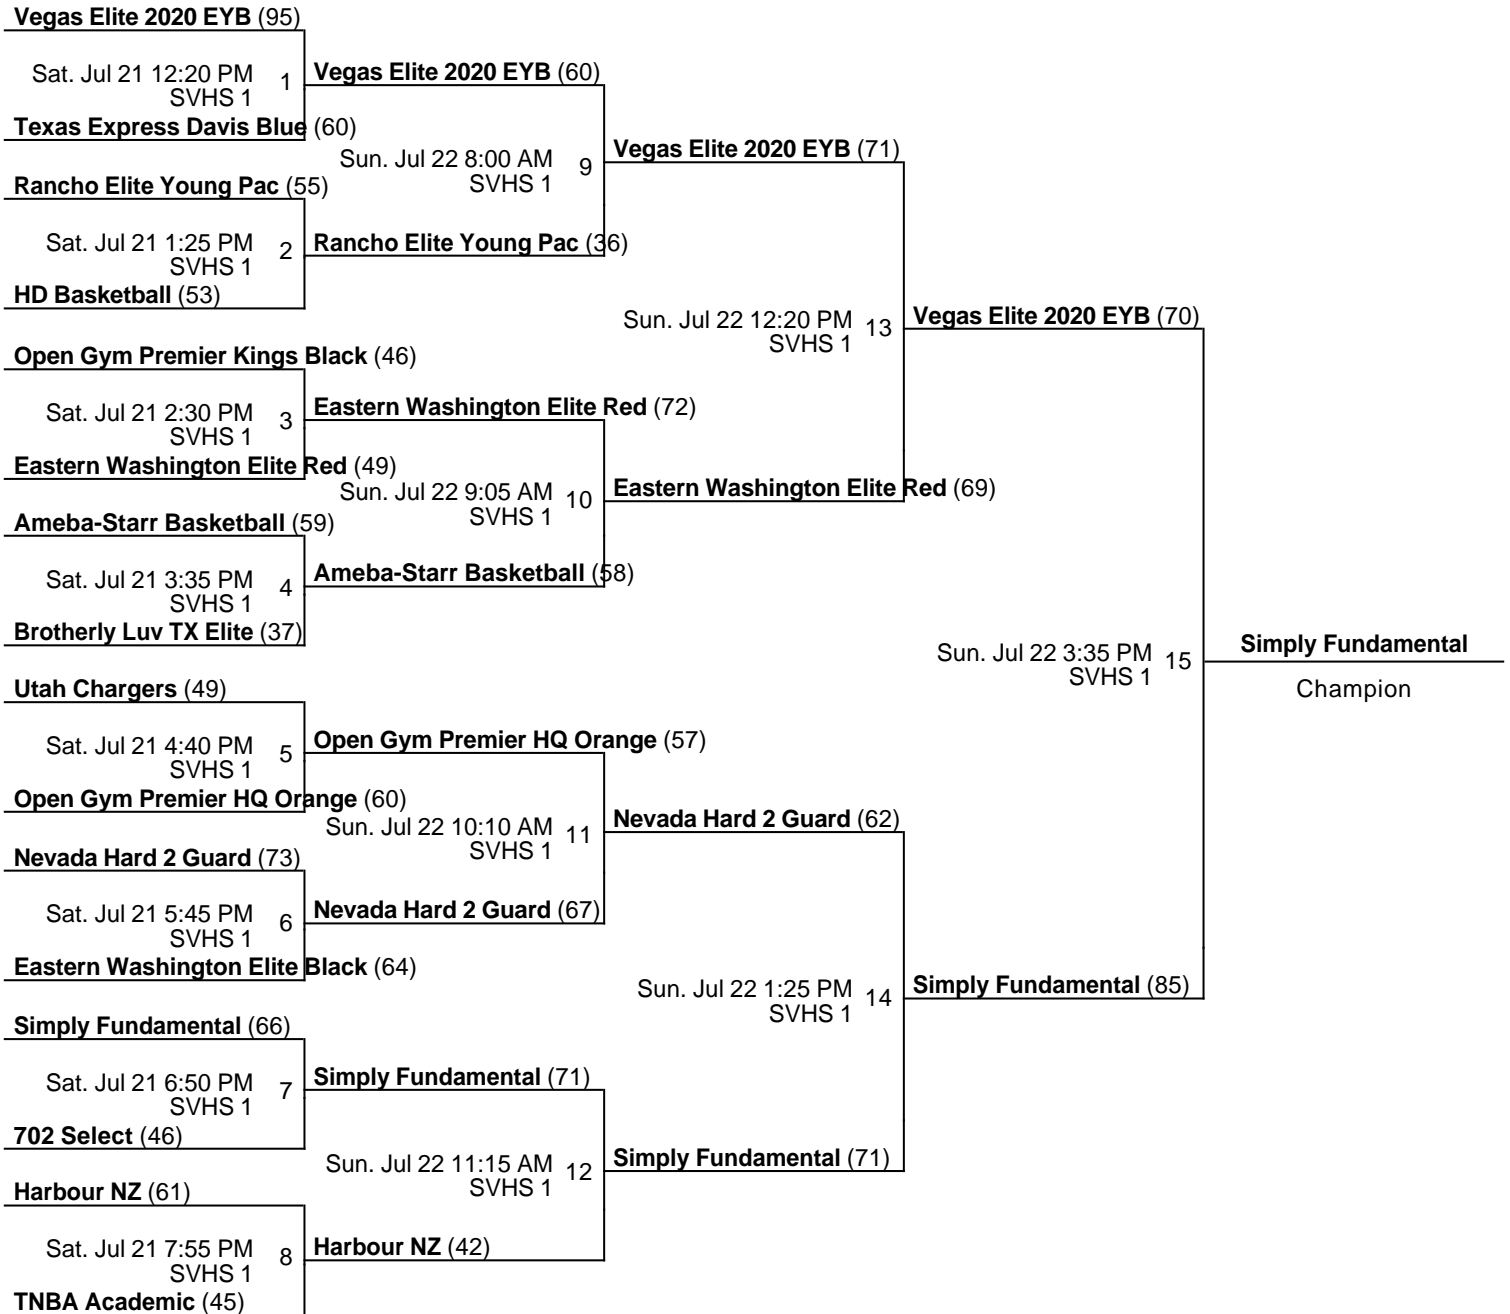 Vegas Elite 2020 EYB (95)
Sat. Jul 21 12:20 PM 1
SVHS 1
Texas Express Davis Blue (60)
Rancho Elite Young Pac (55)
Sat. Jul 21 1:25 PM 2
SVHS 1
HD Basketball (53)
Open Gym Premier Kings Black (46)
Sat. Jul 21 2:30 PM 3
SVHS 1
Eastern Washington Elite Red (49)
Ameba-Starr Basketball (59)
Sat. Jul 21 3:35 PM 4
SVHS 1
Brotherly Luv TX Elite (37)
Utah Chargers (49)
Sat. Jul 21 4:40 PM 5
SVHS 1
Open Gym Premier HQ Orange (60)
Nevada Hard 2 Guard (73)
Sat. Jul 21 5:45 PM 6
SVHS 1
Eastern Washington Elite Black (64)
Simply Fundamental (66)
Sat. Jul 21 6:50 PM 7
SVHS 1
702 Select (46)
Harbour NZ (61)
Sat. Jul 21 7:55 PM 8
SVHS 1
TNBA Academic (45)
Vegas Elite 2020 EYB (60)
Sun. Jul 22 8:00 AM 9
SVHS 1
Rancho Elite Young Pac (36)
Eastern Washington Elite Red (72)
Sun. Jul 22 9:05 AM 10
SVHS 1
Ameba-Starr Basketball (58)
Open Gym Premier HQ Orange (57)
Sun. Jul 22 10:10 AM 11
SVHS 1
Nevada Hard 2 Guard (67)
Simply Fundamental (71)
Sun. Jul 22 11:15 AM 12
SVHS 1
Harbour NZ (42)
Vegas Elite 2020 EYB (71)
Sun. Jul 22 12:20 PM 13
SVHS 1
Eastern Washington Elite Red (69)
Nevada Hard 2 Guard (62)
Sun. Jul 22 1:25 PM 14
SVHS 1
Simply Fundamental (71)
Vegas Elite 2020 EYB (70)
Sun. Jul 22 3:35 PM 15
SVHS 1
Simply Fundamental (85)
Simply Fundamental
Champion